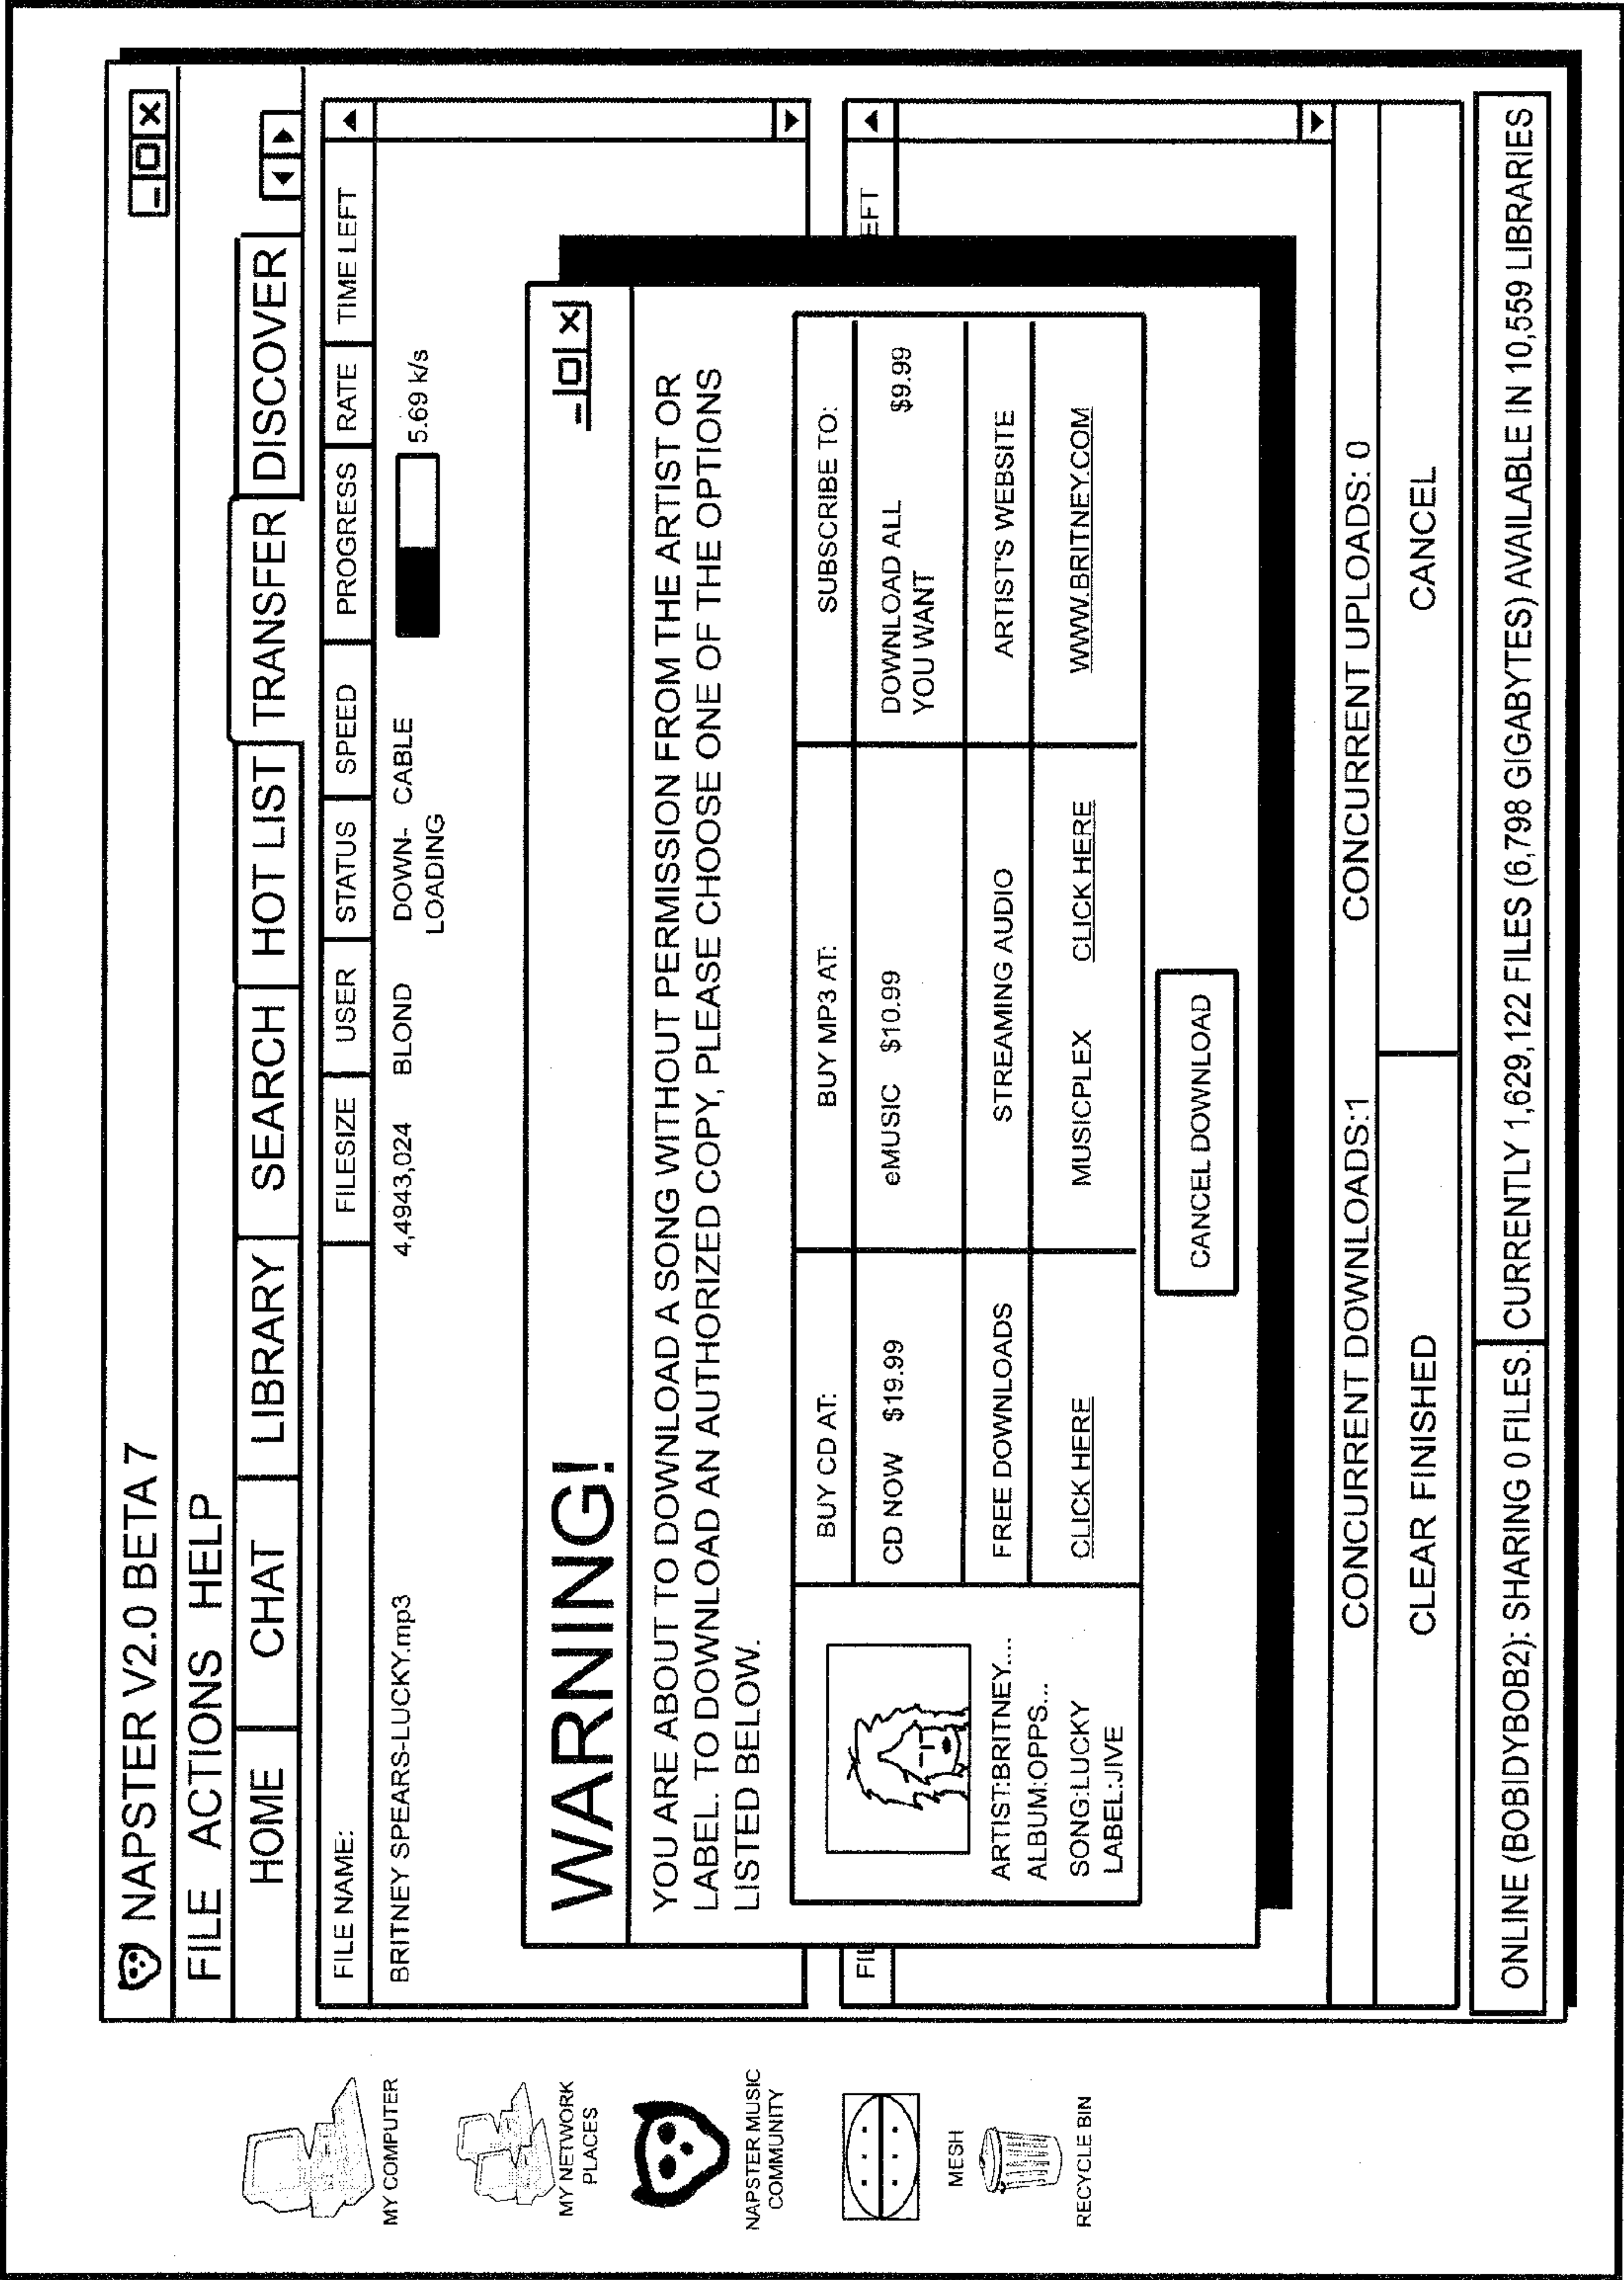 NAPSTER V2.0 BETA 7
FILE ACTIONS HELP
HOME CHAT LIBRARY SEARCH HOT LIST TRANSFER DISCOVER
FILE NAME: FILESIZE USER STATUS SPEED PROGRESS RATE TIME LEFT
BRITNEY SPEARS-LUCKY.mp3 4,4943,024 BLOND DOWN- CABLE 5.69 k/s
LOADING
WARNING!
YOU ARE ABOUT TO DOWNLOAD A SONG WITHOUT PERMISSION FROM THE ARTIST OR
LABEL. TO DOWNLOAD AN AUTHORIZED COPY, PLEASE CHOOSE ONE OF THE OPTIONS
LISTED BELOW.
BUY CD AT: BUY MP3 AT: SUBSCRIBE TO:
CD NOW $19.99 eMUSIC $10.99 DOWNLOAD ALL $9.99
YOU WANT
FREE DOWNLOADS STREAMING AUDIO ARTIST'S WEBSITE
CLICK HERE MUSICPLEX CLICK HERE WWW.BRITNEY.COM
ARTIST:BRITNEY....
ALBUM:OPPS...
SONG:LUCKY
LABEL:JIVE
CANCEL DOWNLOAD
FIL EFT
CONCURRENT DOWNLOADS:1 CONCURRENT UPLOADS: 0
CLEAR FINISHED CANCEL
ONLINE (BOBIDYBOB2): SHARING 0 FILES. CURRENTLY 1,629,122 FILES (6,798 GIGABYTES) AVAILABLE IN 10,559 LIBRARIES
MY COMPUTER
MY NETWORK
PLACES
NAPSTER MUSIC
COMMUNITY
MESH
RECYCLE BIN